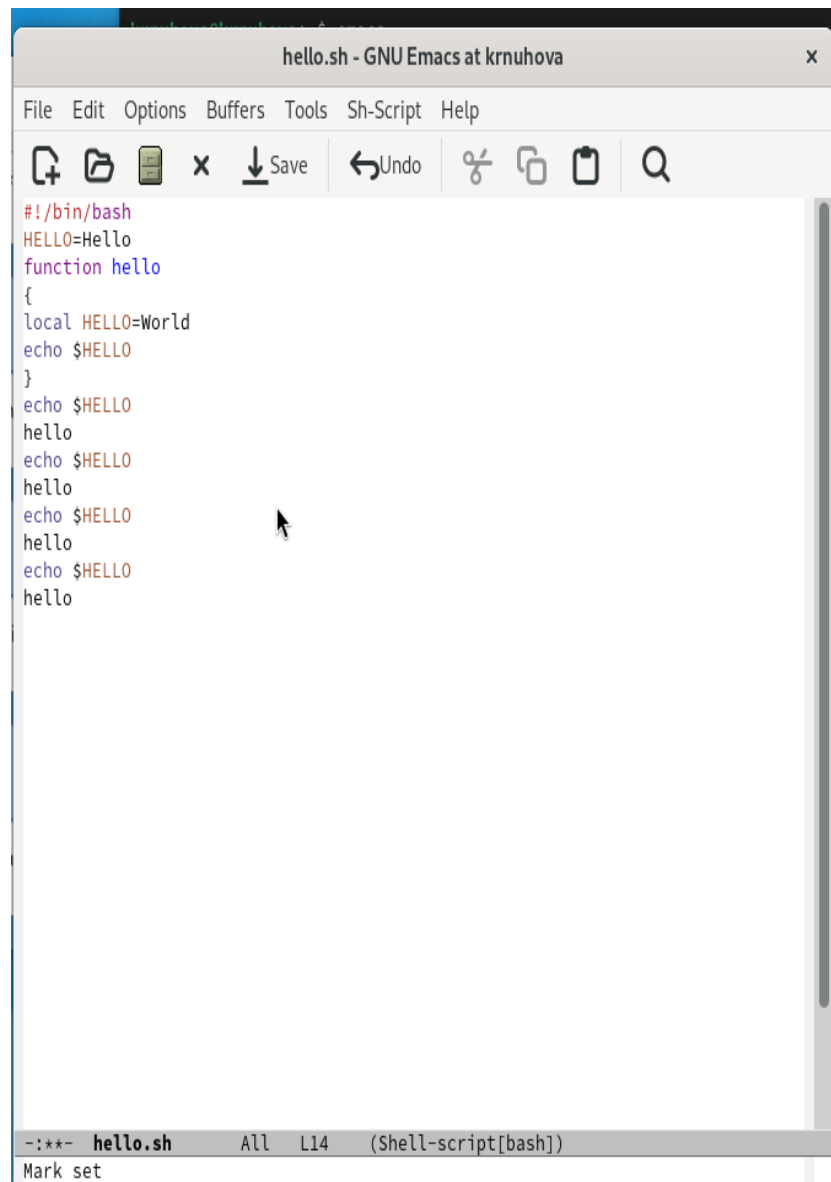 hello.sh - GNU Emacs at krnuhova
File Edit Options Buffers Tools Sh-Script Help
Save Undo
#!/bin/bash
HELLO=Hello
function hello
{
local HELLO=World
echo $HELLO
}
echo $HELLO
hello
echo $HELLO
hello
echo $HELLO
hello
echo $HELLO
hello
-:**- hello.sh All L14 (Shell-script[bash])
Mark set